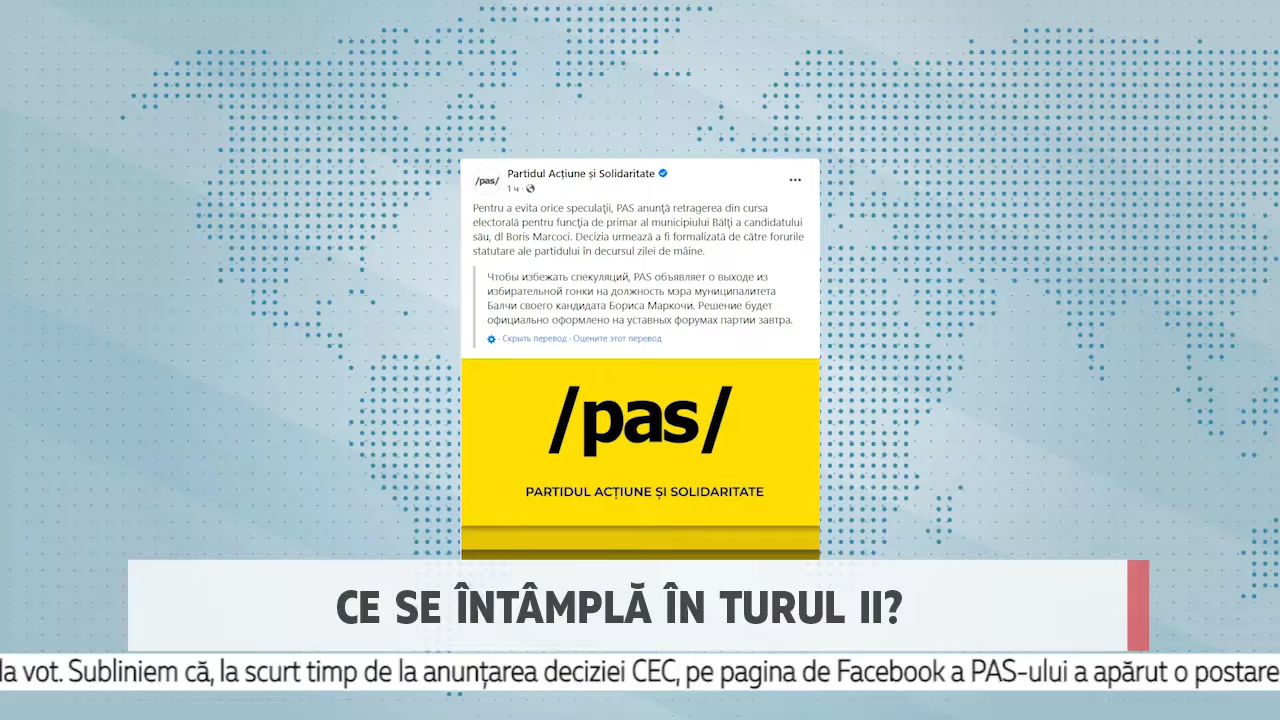 /pas/
Partidul Acțiune și Solidaritate
1 ч ·
Pentru a evita orice speculații, PAS anunță retragerea din cursa
electorală pentru funcția de primar al municipiului Bălți a candidatului
său, dl Boris Marcoci. Decizia urmează a fi formalizată de către forurile
statutare ale partidului în decursul zilei de mâine.
Чтобы избежать спекуляций, PAS объявляет о выходе из
избирательной гонки на должность мэра муниципалитета
Балчи своего кандидата Бориса Маркочи. Решение будет
официально оформлено на уставных форумах партии завтра.
· Скрыть перевод · Оцените этот перевод
/pas/
PARTIDUL ACȚIUNE ȘI SOLIDARITATE
CE SE ÎNTÂMPLĂ ÎN TURUL II?
la vot. Subliniem că, la scurt timp de la anunțarea deciziei CEC, pe pagina de Facebook a PAS-ului a apărut o postare